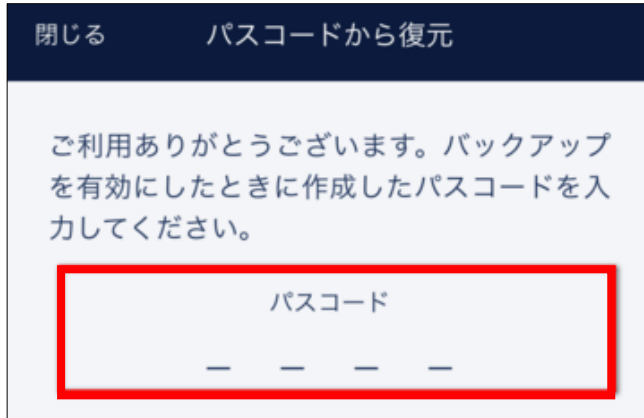 閉じる パスコードから復元
ご利用ありがとうございます。バックアップ
を有効にしたときに作成したパスコードを入
力してください。
パスコード